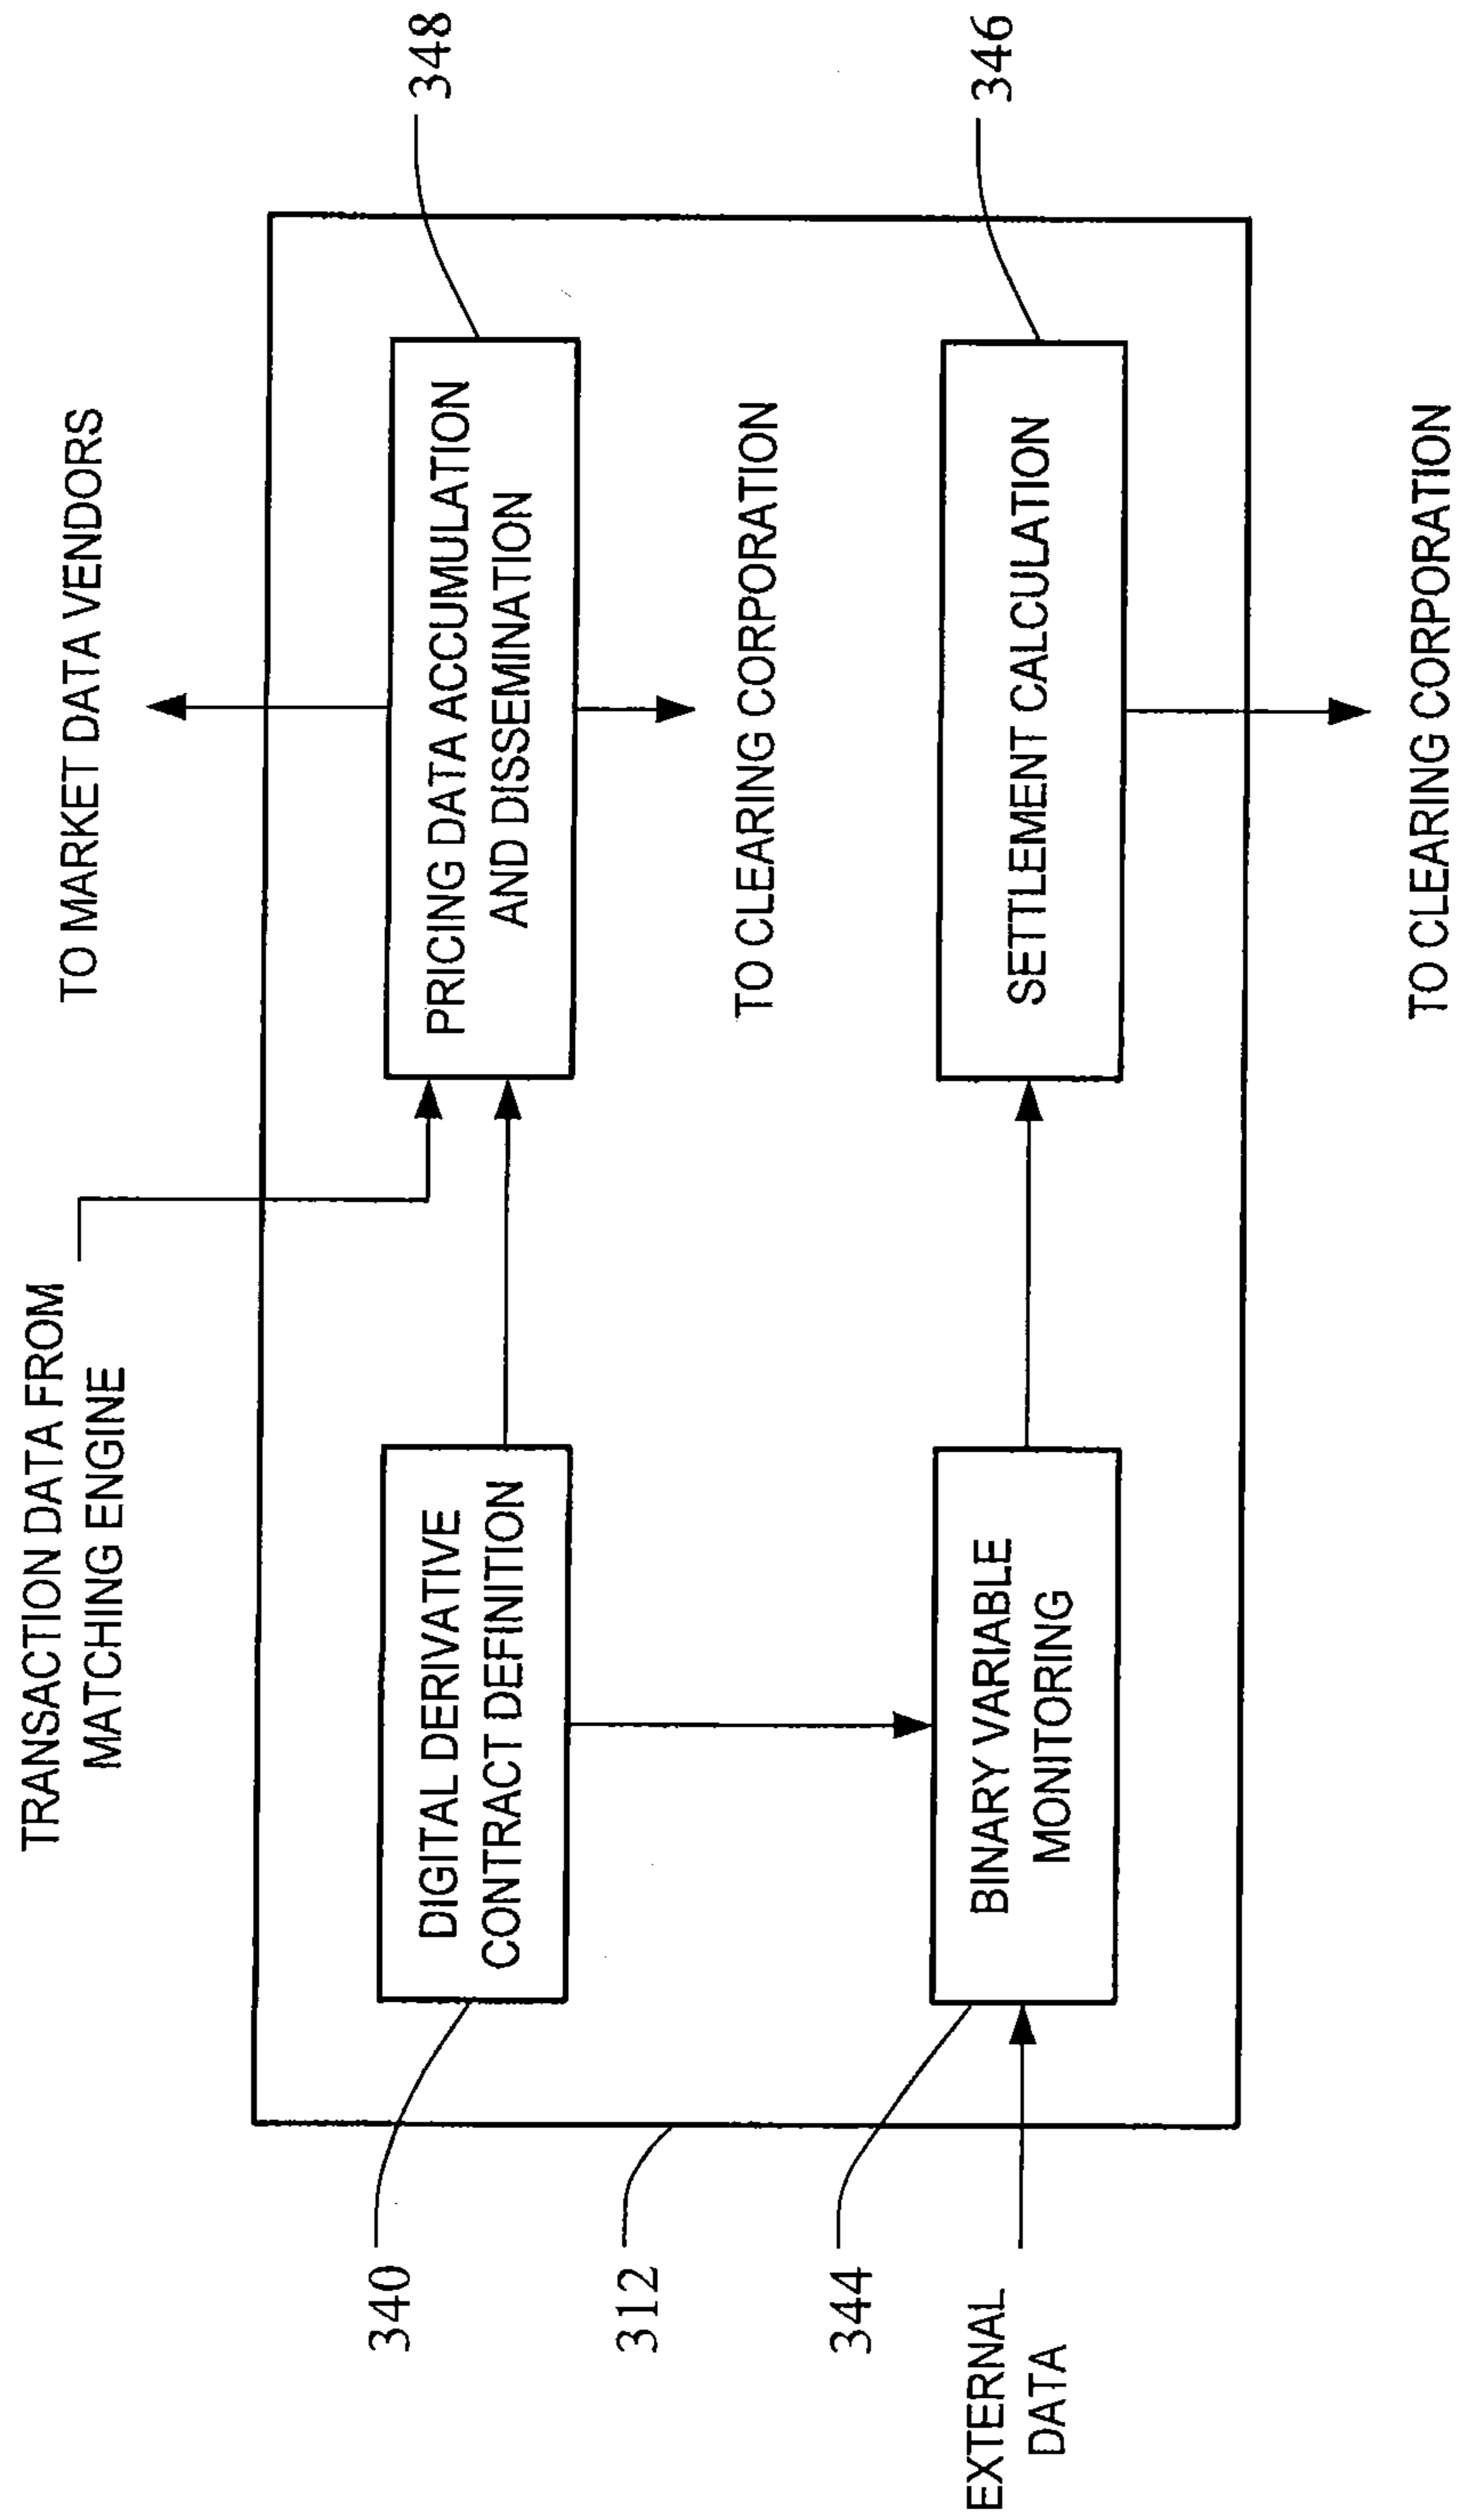 TRANSACTION DATA FROM
MATCHING ENGINE
TO MARKET DATA VENDORS
340
DIGITAL DERIVATIVE
CONTRACT DEFINITION
PRICING DATA ACCUMULATION
AND DISSEMINATION
348
312
TO CLEARING CORPORATION
344
BINARY VARIABLE
MONITORING
SETTLEMENT CALCULATION
346
EXTERNAL
DATA
TO CLEARING CORPORATION